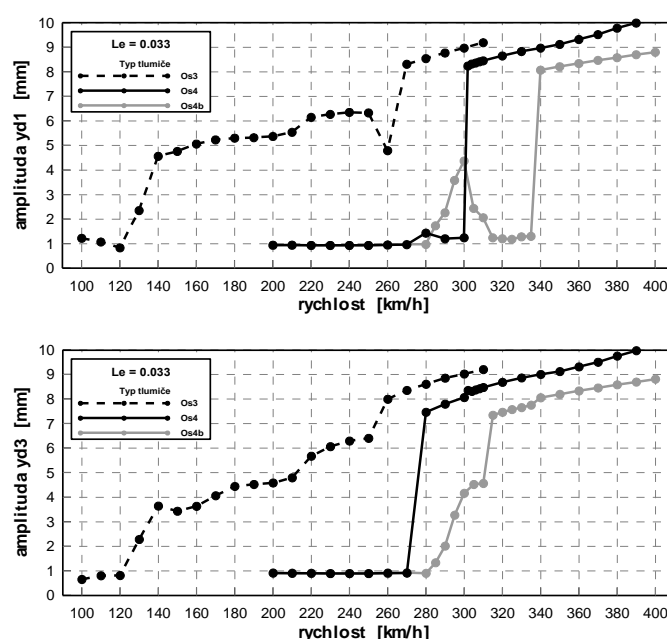 amplituda yd1 [mm]
10
9
8
7
6
5
4
3
2
1
0
Le = 0.033
Typ tlumiče
Os3
Os4
Os4b
100 120 140 160 180 200 220 240 260 280 300 320 340 360 380 400
rychlost [km/h]
amplituda yd3 [mm]
10
9
8
7
6
5
4
3
2
1
0
Le = 0.033
Typ tlumiče
Os3
Os4
Os4b
100 120 140 160 180 200 220 240 260 280 300 320 340 360 380 400
rychlost [km/h]